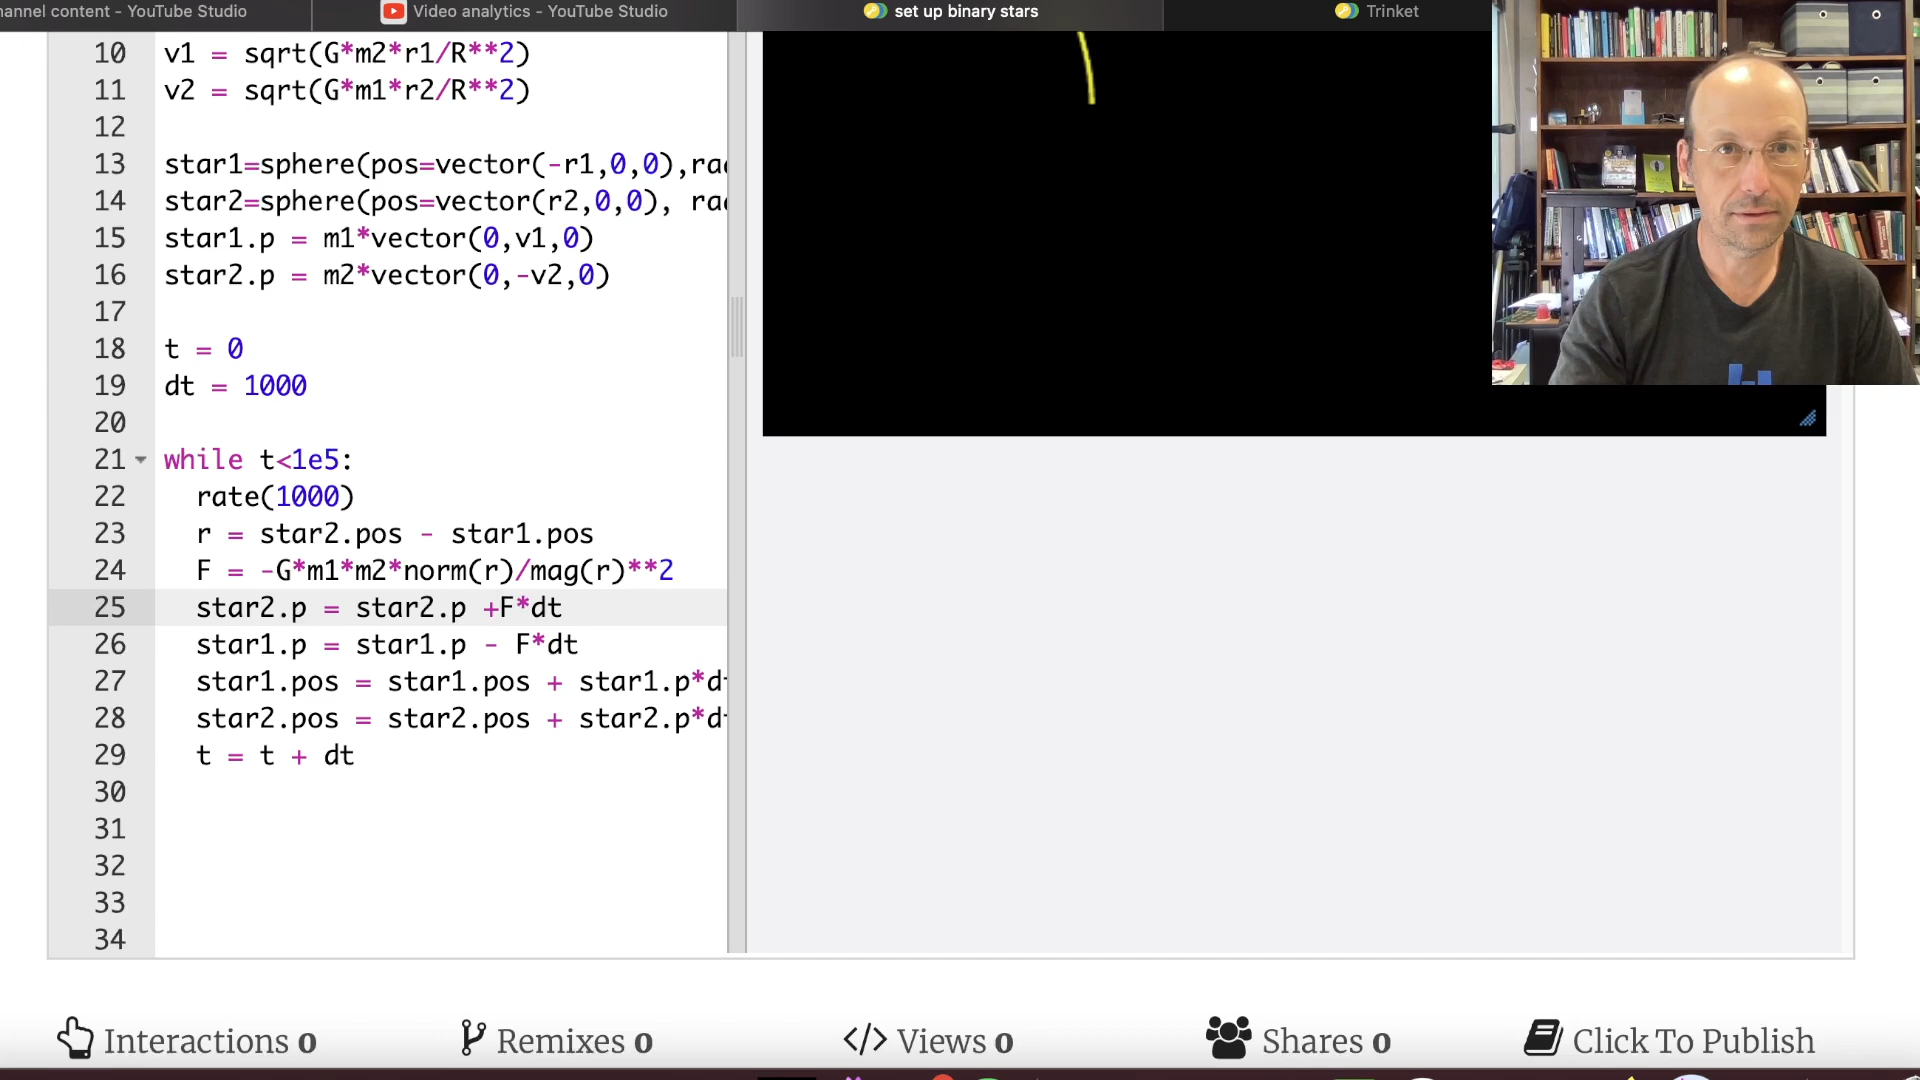 hannel content - YouTube Studio
Video analytics - YouTube Studio
set up binary stars
Trinket
10 v1 = sqrt(G*m2*r1/R**2)
11 v2 = sqrt(G*m1*r2/R**2)
12
13 star1=sphere(pos=vector(-r1,0,0),ra
14 star2=sphere(pos=vector(r2,0,0), ra
15 star1.p = m1*vector(0,v1,0)
16 star2.p = m2*vector(0,-v2,0)
17
18 t = 0
19 dt = 1000
20
21 while t<1e5:
22 rate(1000)
23 r = star2.pos - star1.pos
24 F = -G*m1*m2*norm(r)/mag(r)**2
25 star2.p = star2.p +F*dt
26 star1.p = star1.p - F*dt
27 star1.pos = star1.pos + star1.p*d
28 star2.pos = star2.pos + star2.p*d
29 t = t + dt
30
31
32
33
34
Interactions 0
Remixes 0
</> Views 0
Shares 0
Click To Publish